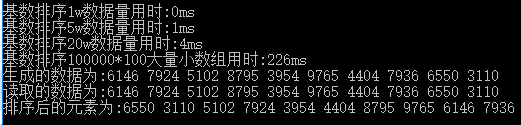 基数排序1w数据量用时:0ms
基数排序5w数据量用时:1ms
基数排序20w数据量用时:4ms
基数排序100000*100大量小数组用时:226ms
生成的数据为:6146 7924 5102 8795 3954 9765 4404 7936 6550 3110
读取的数据为:6146 7924 5102 8795 3954 9765 4404 7936 6550 3110
排序后的元素为:6550 3110 5102 7924 3954 4404 8795 9765 6146 7936